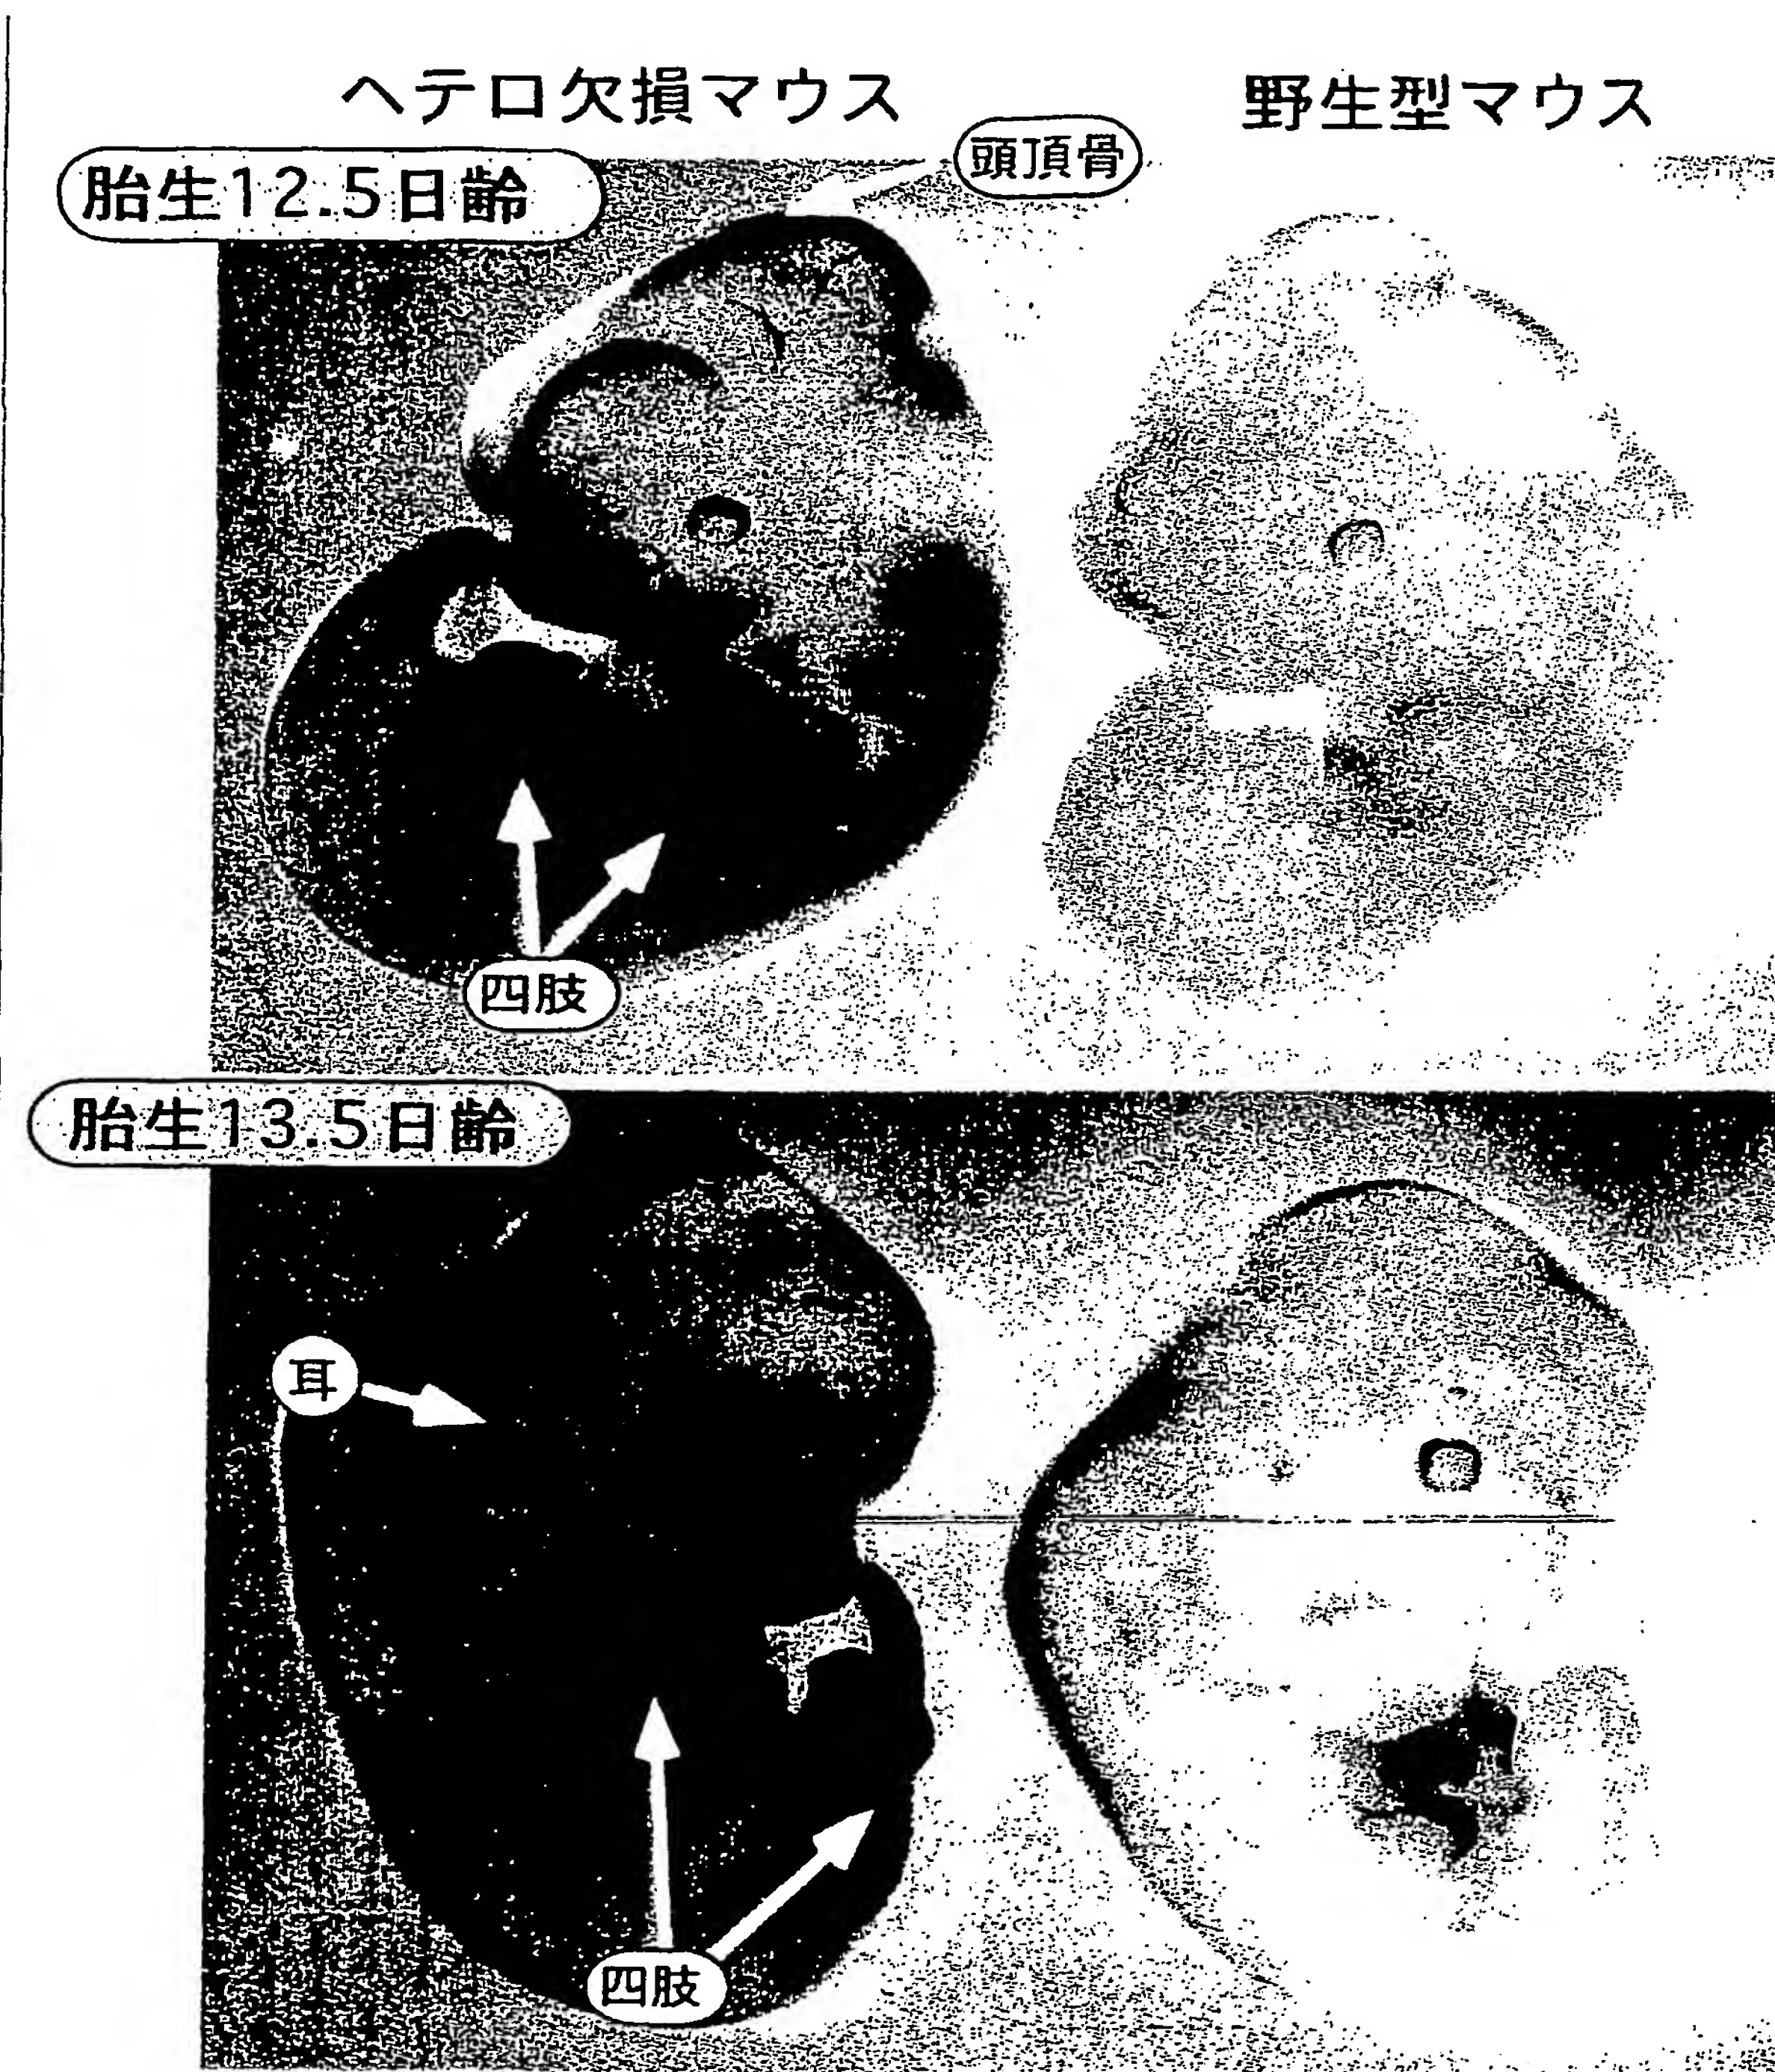 ヘテロ欠損マウス
野生型マウス
胎生12.5日齢
頭頂骨
四肢
胎生13.5日齢
耳
四肢